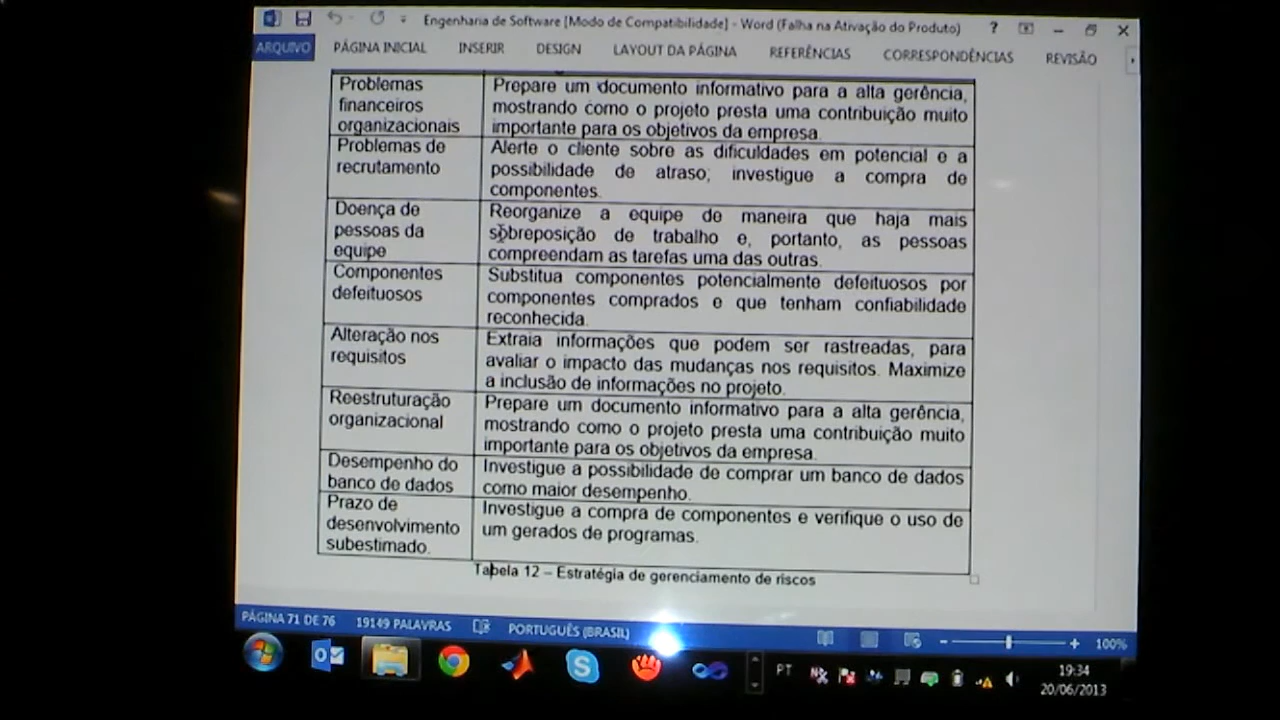 Engenharia de Software [Modo de Compatibilidade] - Word (Falha na Ativação do Produto)
ARQUIVO PÁGINA INICIAL INSERIR DESIGN LAYOUT DA PÁGINA REFERÊNCIAS CORRESPONDÊNCIAS REVISÃO
Problemas
financeiros
organizacionais
Prepare um documento informativo para a alta gerência,
mostrando como o projeto presta uma contribuição muito
importante para os objetivos da empresa.
Problemas de
recrutamento
Alerte o cliente sobre as dificuldades em potencial e a
possibilidade de atraso; investigue a compra de
componentes.
Doença de
pessoas da
equipe
Reorganize a equipe de maneira que haja mais
sobreposição de trabalho e, portanto, as pessoas
compreendam as tarefas uma das outras.
Componentes
defeituosos
Substitua componentes potencialmente defeituosos por
componentes comprados e que tenham confiabilidade
reconhecida.
Alteração nos
requisitos
Extraia informações que podem ser rastreadas, para
avaliar o impacto das mudanças nos requisitos. Maximize
a inclusão de informações no projeto.
Reestruturação
organizacional
Prepare um documento informativo para a alta gerência,
mostrando como o projeto presta uma contribuição muito
importante para os objetivos da empresa.
Desempenho do
banco de dados
Investigue a possibilidade de comprar um banco de dados
como maior desempenho.
Prazo de
desenvolvimento
subestimado.
Investigue a compra de componentes e verifique o uso de
um gerados de programas.
Tabela 12 – Estratégia de gerenciamento de riscos
PÁGINA 71 DE 76 19149 PALAVRAS PORTUGUÊS (BRASIL) 100%
PT
19:34
20/06/2013